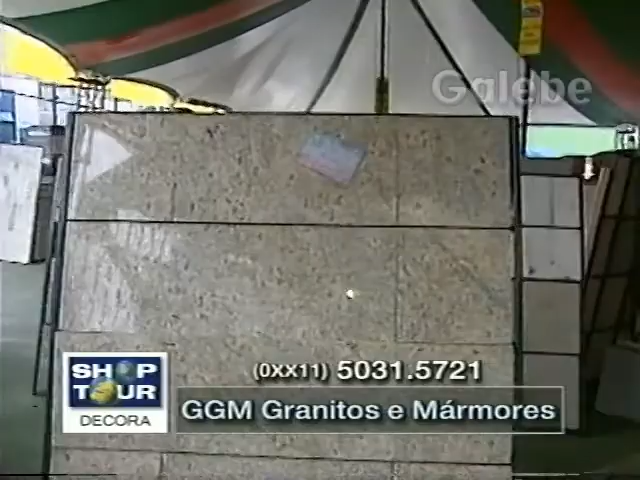 Galebe
(0XX11) 5031.5721
SHOP
TOUR
DECORA
GGM Granitos e Mármores